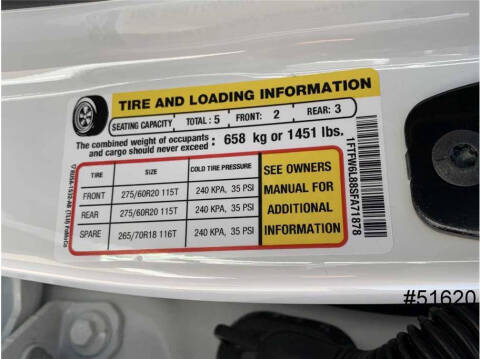 TIRE AND LOADING INFORMATION
SEATING CAPACITY TOTAL : 5 FRONT: 2 REAR: 3
The combined weight of occupants and cargo should never exceed : 658 kg or 1451 lbs.
TIRE SIZE COLD TIRE PRESSURE
FRONT 275/60R20 115T 240 KPA, 35 PSI
REAR 275/60R20 115T 240 KPA, 35 PSI
SPARE 265/70R18 116T 240 KPA, 35 PSI
SEE OWNERS
MANUAL FOR
ADDITIONAL
INFORMATION
1FTFW6L88SFA71878
#51620